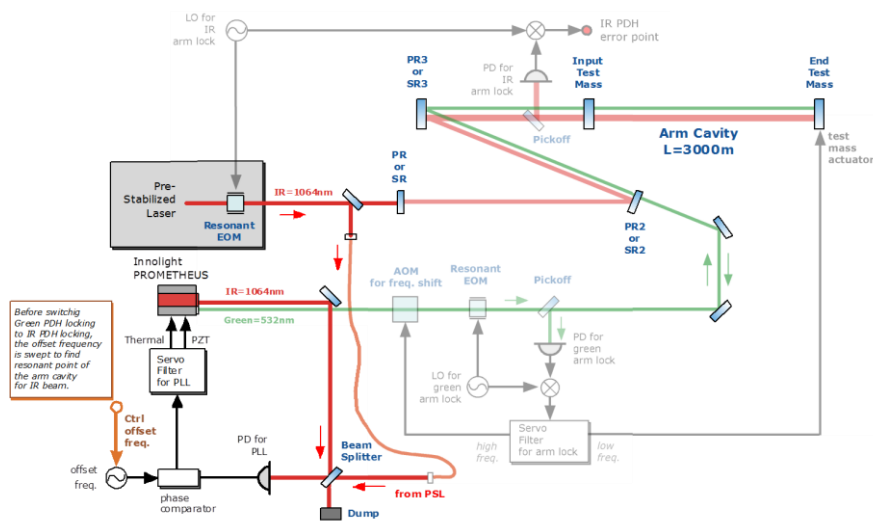 LO for
IR
arm lock
IR PDH
error point
PD for
IR
arm lock
PR3
or
SR3
Input
Test
Mass
End
Test
Mass
Pickoff
Arm Cavity
L=3000m
test
mass
actuator
Pre-
Stabilized
Laser
IR=1064nm
Resonant
EOM
PR
or
SR
PR2
or
SR2
Innolight
PROMETHEUS
IR=1064nm
Green=532nm
AOM
for freq. shift
Resonant
EOM
Pickoff
Before switchig
Green PDH locking
to IR PDH locking,
the offset frequency
is swept to find
resonant point of
the arm cavity
for IR beam.
Thermal
PZT
Servo
Filter
for PLL
PD for
green
arm lock
LO for
green
arm lock
Servo
Filter
for arm lock
high
freq.
low
freq.
Ctrl
offset
freq.
PD for
PLL
Beam
Splitter
offset
freq.
phase
comparator
from PSL
Dump